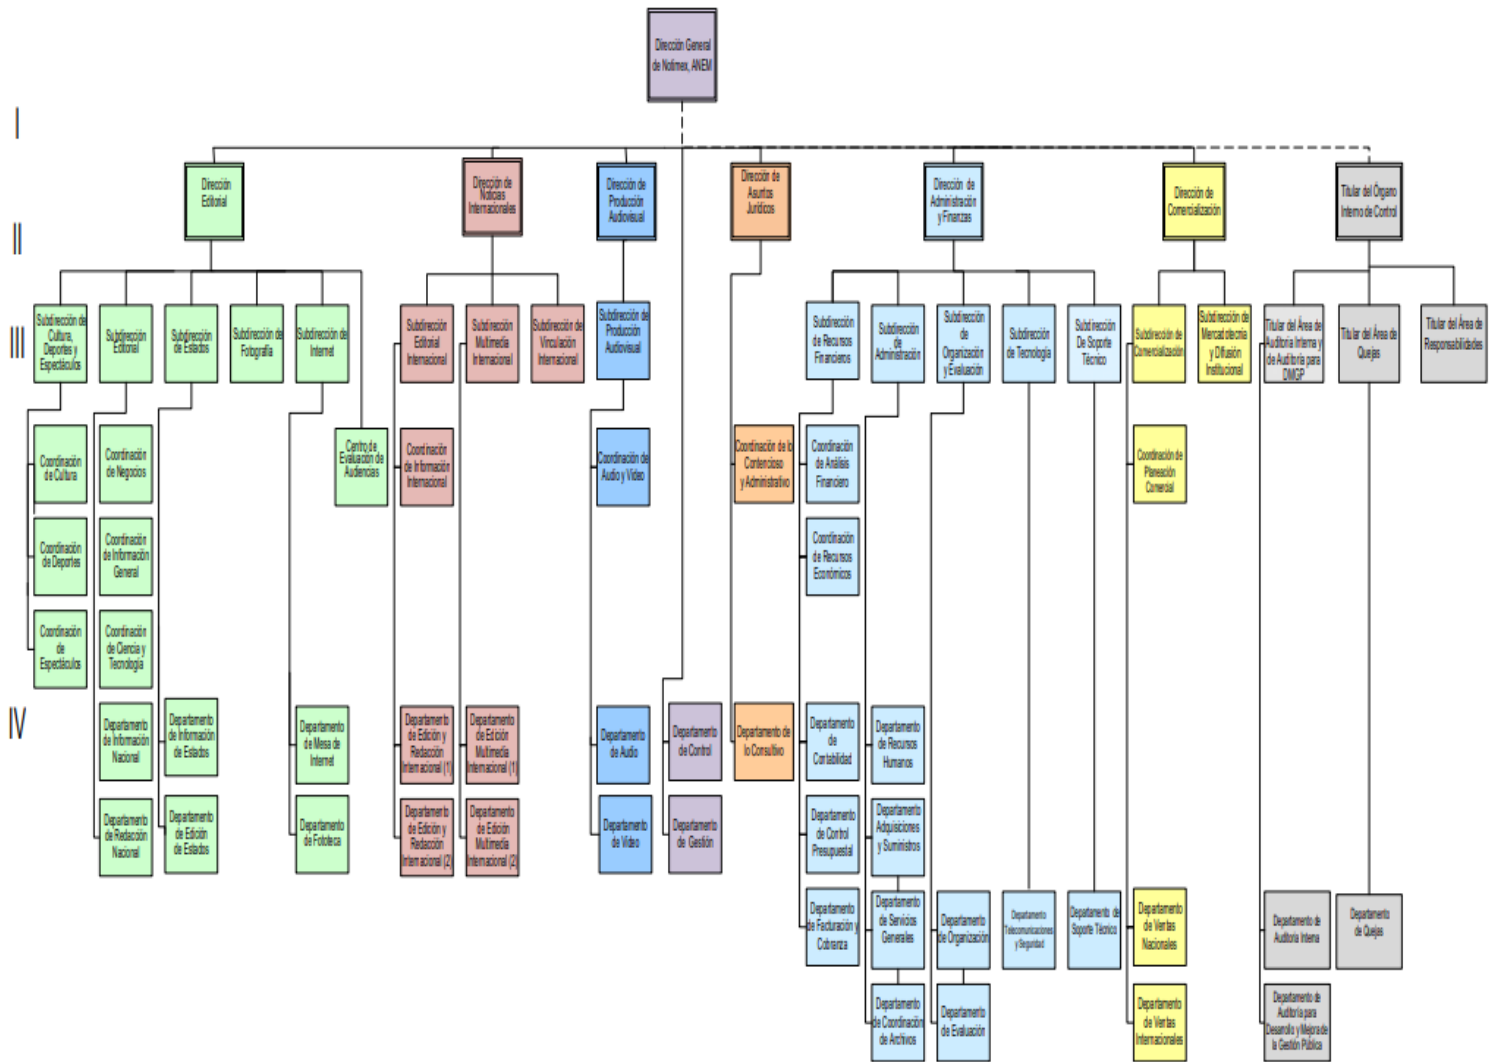 Dirección General
de Notimex, ANEM
I
Dirección
Editorial
Dirección de
Noticias
Internacionales
Dirección de
Producción
Audiovisual
Dirección de
Asuntos
Jurídicos
Dirección de
Administración
y Finanzas
Dirección de
Comercialización
Titular del Órgano
Interno de Control
II
III
Subdirección de
Cultura,
Deportes y
Espectáculos
Subdirección
Editorial
Subdirección
de Estados
Subdirección de
Fotografía
Subdirección de
Internet
Subdirección
Editorial
Internacional
Subdirección
Multimedia
Internacional
Subdirección de
Vinculación
Internacional
Subdirección de
Producción
Audiovisual
Subdirección
de Recursos
Financieros
Subdirección
de
Administración
Subdirección
de
Organización
y Evaluación
Subdirección
de Tecnología
Subdirección
De Soporte
Técnico
Subdirección de
Comercialización
Subdirección de
Mercadotecnia
y Difusión
Institucional
Titular del Área de
Auditoria Interna y
de Auditoría para
DMGP
Titular del Área de
Quejas
Titular del Área de
Responsabilidades
Coordinación
de Cultura
Coordinación
de Negocios
Centro de
Evaluación de
Audiencias
Coordinación
de Información
Internacional
Coordinación de
Audio y Video
Coordinación de lo
Contencioso
y Administrativo
Coordinación
de Análisis
Financiero
Coordinación de
Planeación
Comercial
Coordinación
de Deportes
Coordinación
de Información
General
Coordinación
de Recursos
Económicos
Coordinación
de
Espectáculos
Coordinación
de Ciencia y
Tecnología
IV
Departamento
de Información
Nacional
Departamento
de Información
de Estados
Departamento
de Mesa de
Internet
Departamento
de Edición y
Redacción
Internacional (1)
Departamento
de Edición
Multimedia
Internacional (1)
Departamento
de Audio
Departamento
de Control
Departamento de
lo Consultivo
Departamento
de
Contabilidad
Departamento
de Recursos
Humanos
Departamento
de Redacción
Nacional
Departamento
de Edición
de Estados
Departamento
de Fototeca
Departamento
de Edición y
Redacción
Internacional (2)
Departamento
de Edición
Multimedia
Internacional (2)
Departamento
de Video
Departamento
de Gestión
Departamento
de Control
Presupuestal
Departamento
Adquisiciones
y Suministros
Departamento
de Facturación y
Cobranza
Departamento
de Servicios
Generales
Departamento
de Organización
Departamento
Telecomunicaciones
y Seguridad
Departamento de
Soporte Técnico
Departamento
de Ventas
Nacionales
Departamento de
Auditoría Interna
Departamento
de Quejas
Departamento
de Coordinación
de Archivos
Departamento
de Evaluación
Departamento
de Ventas
Internacionales
Departamento de
Auditoría para
Desarrollo y Mejora de
la Gestión Pública